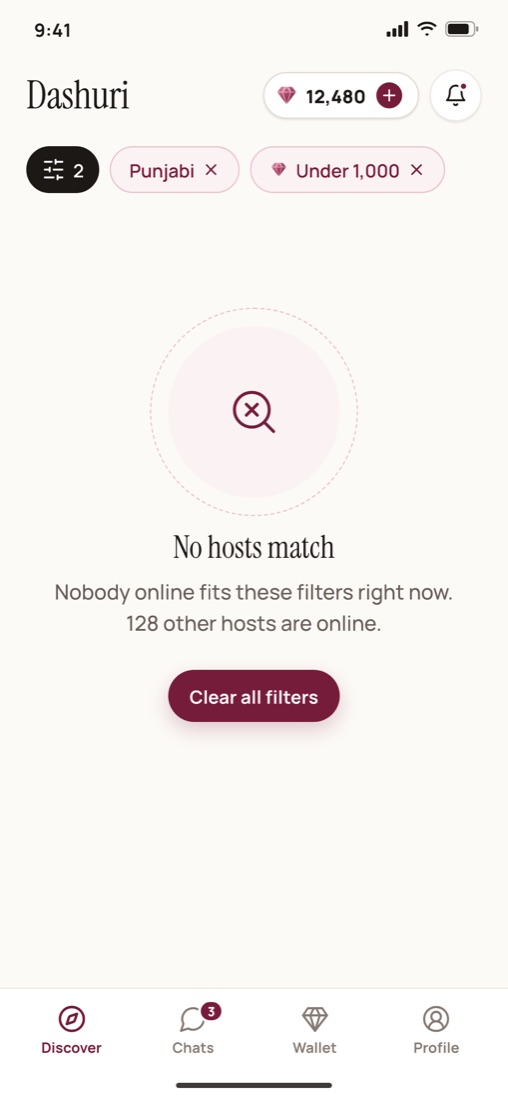 9:41
Dashuri
12,480
2
Punjabi
Under 1,000
No hosts match
Nobody online fits these filters right now.
128 other hosts are online.
Clear all filters
3
Discover
Chats
Wallet
Profile